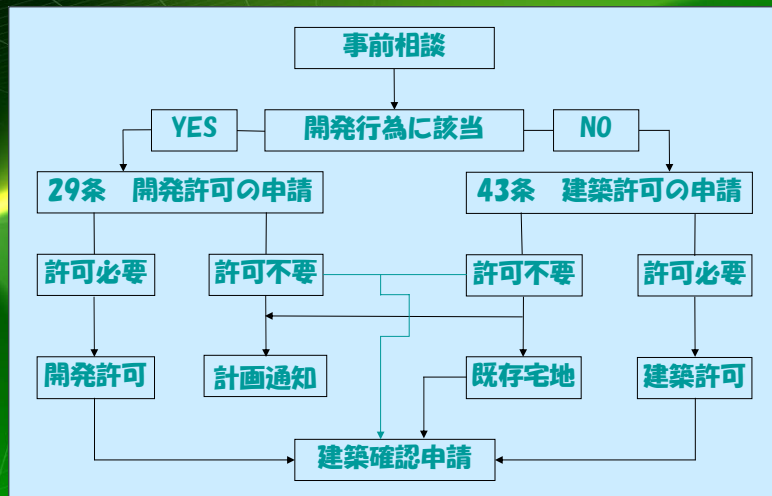 事前相談
YES
開発行為に該当
NO
29条　開発許可の申請
43条　建築許可の申請
許可必要
許可不要
許可不要
許可必要
開発許可
計画通知
既存宅地
建築許可
建築確認申請